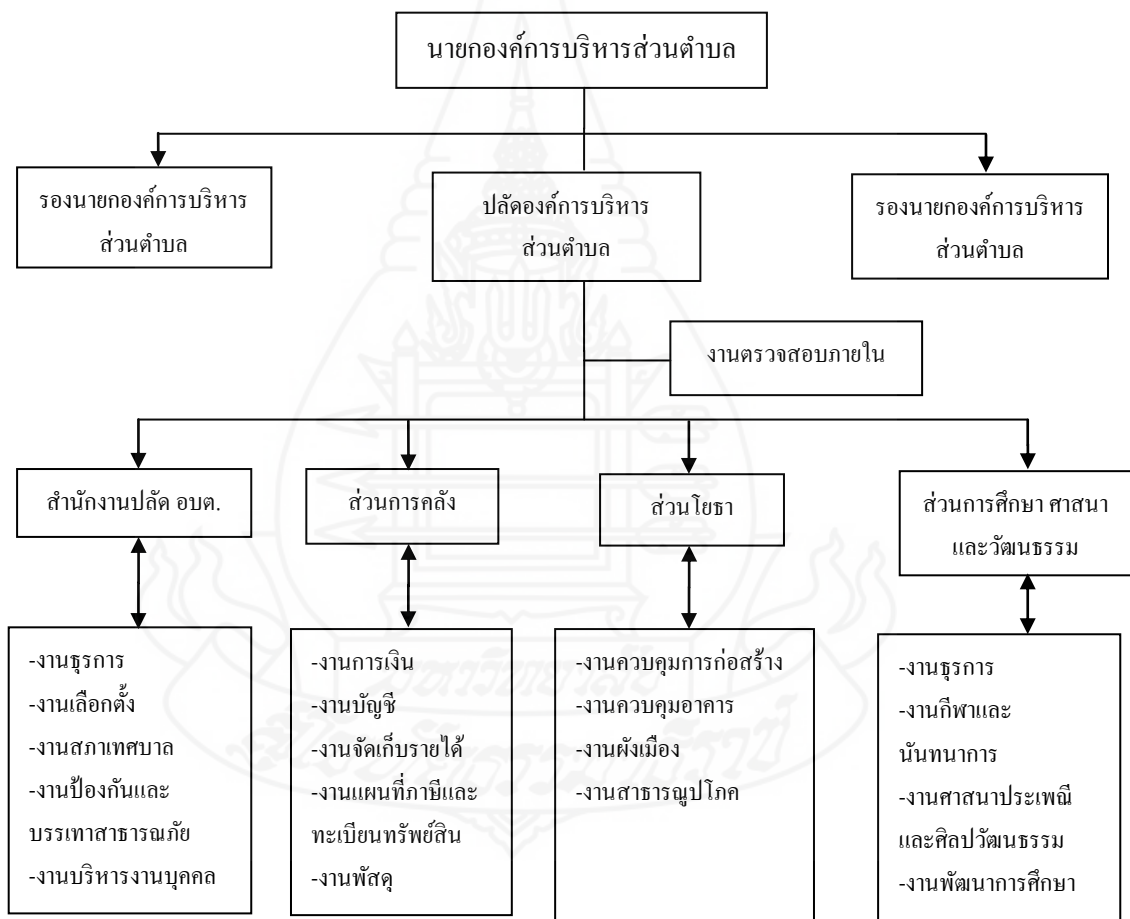 นายกองค์การบริหารส่วนตำบล
รองนายกองค์การบริหาร
ส่วนตำบล
ปลัดองค์การบริหาร
ส่วนตำบล
รองนายกองค์การบริหาร
ส่วนตำบล
งานตรวจสอบภายใน
สำนักงานปลัด อบต.
ส่วนการคลัง
ส่วนโยธา
ส่วนการศึกษา ศาสนา
และวัฒนธรรม
-งานธุรการ
-งานเลือกตั้ง
-งานสภาเทศบาล
-งานป้องกันและ
บรรเทาสาธารณภัย
-งานบริหารงานบุคคล
-งานการเงิน
-งานบัญชี
-งานจัดเก็บรายได้
-งานแผนที่ภาษีและ
ทะเบียนทรัพย์สิน
-งานพัสดุ
-งานควบคุมการก่อสร้าง
-งานควบคุมอาคาร
-งานผังเมือง
-งานสาธารณูปโภค
-งานธุรการ
-งานกีฬาและ
นันทนาการ
-งานศาสนาประเพณี
และศิลปวัฒนธรรม
-งานพัฒนาการศึกษา